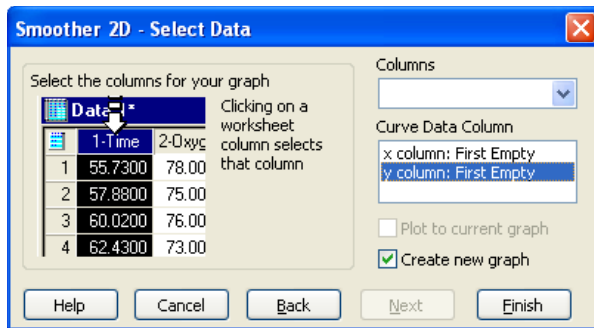 Smoother 2D - Select Data
Select the columns for your graph
Clicking on a
worksheet
column selects
that column
1-Time 2-Oxyg
1 55.7300 78.00
2 57.8800 75.00
3 60.0200 76.00
4 62.4300 73.00
Columns
Curve Data Column
x column: First Empty
y column: First Empty
Plot to current graph
Create new graph
Help Cancel Back Next Finish